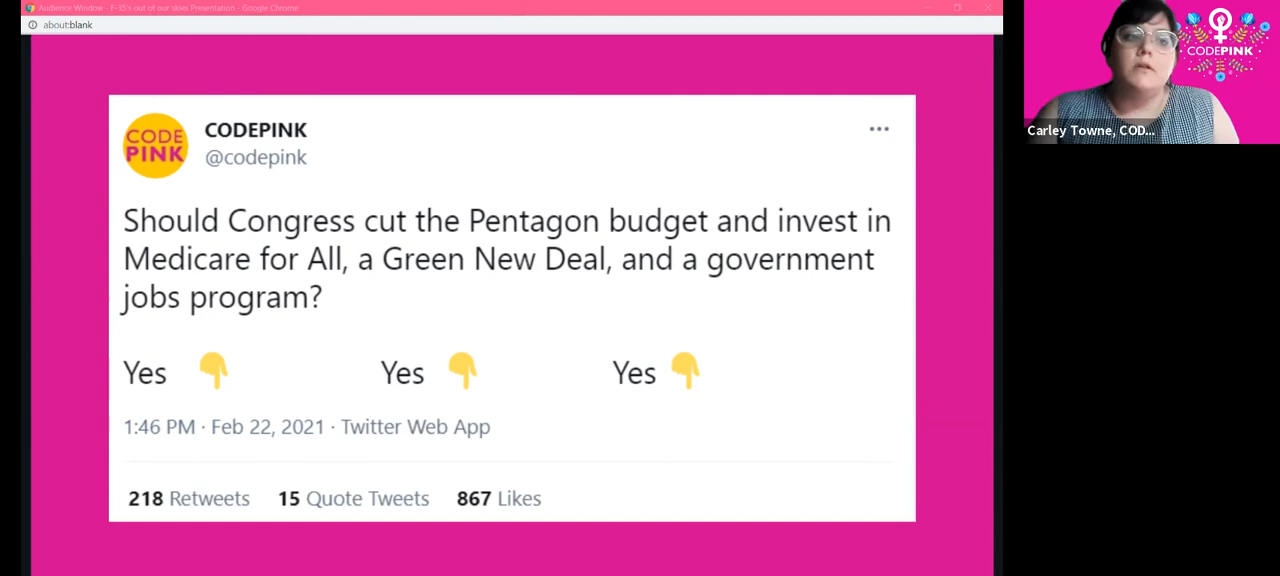 Audience Window - F-35's out of our skies Presentation - Google Chrome
about:blank
CODE
PINK
CODEPINK
@codepink
Should Congress cut the Pentagon budget and invest in
Medicare for All, a Green New Deal, and a government
jobs program?
Yes 👇 Yes 👇 Yes 👇
1:46 PM · Feb 22, 2021 · Twitter Web App
218 Retweets 15 Quote Tweets 867 Likes
·CODEPINK·
Carley Towne, COD...